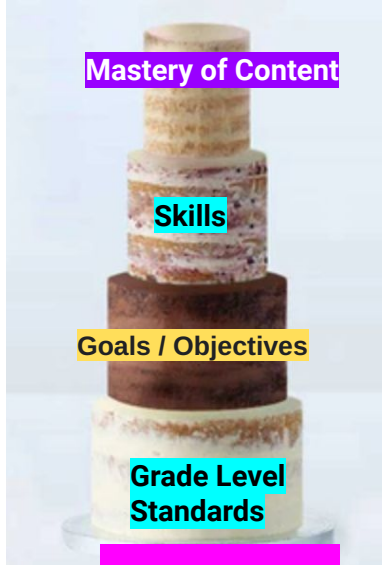 Mastery of Content
Skills
Goals / Objectives
Grade Level
Standards